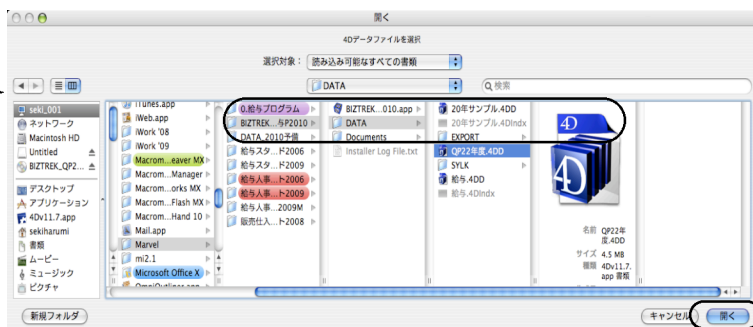 開く
4Dデータファイルを選択
選択対象： 読み込み可能なすべての書類
DATA
検索
seki_001
ネットワーク
Macintosh HD
Untitled
BIZTREK_QP2...
デスクトップ
アプリケーション
4Dv11.7.app
sekiharumi
書類
ムービー
ミュージック
ピクチャ
iTunes.app
iWeb.app
iWork '08
iWork '09
Macrom...eaver MX
Macrom...Manager
Macrom...orks MX
Macrom...Flash MX
Macrom...Hand 10
Mail.app
Marvel
mi2.1
Microsoft Office X
OmniOutliner.app
0.給与プログラム
BIZTREK...与P2010
DATA_2010予備
給与スタ...ド2006
給与スタ...ド2009
給与人事...ト2006
給与人事...ト2009
給与人事...2009M
販売仕入...ト2008
BIZTREK...010.app
DATA
Documents
Installer Log File.txt
20年サンプル.4DD
20年サンプル.4DIndx
EXPORT
QP22年度.4DD
SYLK
給与.4DD
給与.4DIndx
4D
名前 QP22年度.4DD
サイズ 4.5 MB
種類 4Dv11.7.app 書類
新規フォルダ
キャンセル
開く